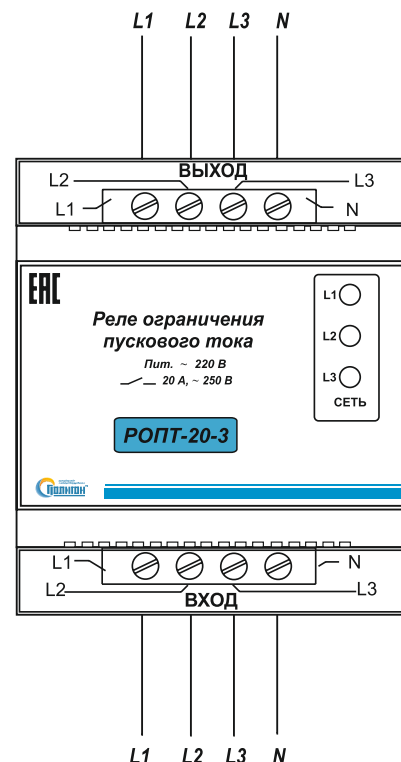 L1 L2 L3 N
ВЫХОД
L2 L3
L1 N
ЕАС
Реле ограничения
пускового тока
Пит. ~ 220 В
20 А, ~ 250 В
РОПТ-20-3
L1
L2
L3
СЕТЬ
Полигон
L1 N
L2 L3
ВХОД
L1 L2 L3 N